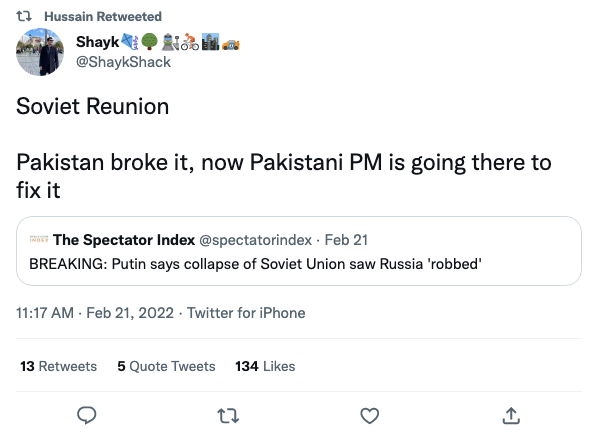 Hussain Retweeted
Shayk🪁🌳🛤🚴🏙🚕
@ShaykShack
Soviet Reunion
Pakistan broke it, now Pakistani PM is going there to
fix it
The Spectator Index @spectatorindex · Feb 21
BREAKING: Putin says collapse of Soviet Union saw Russia 'robbed'
11:17 AM · Feb 21, 2022 · Twitter for iPhone
13 Retweets 5 Quote Tweets 134 Likes